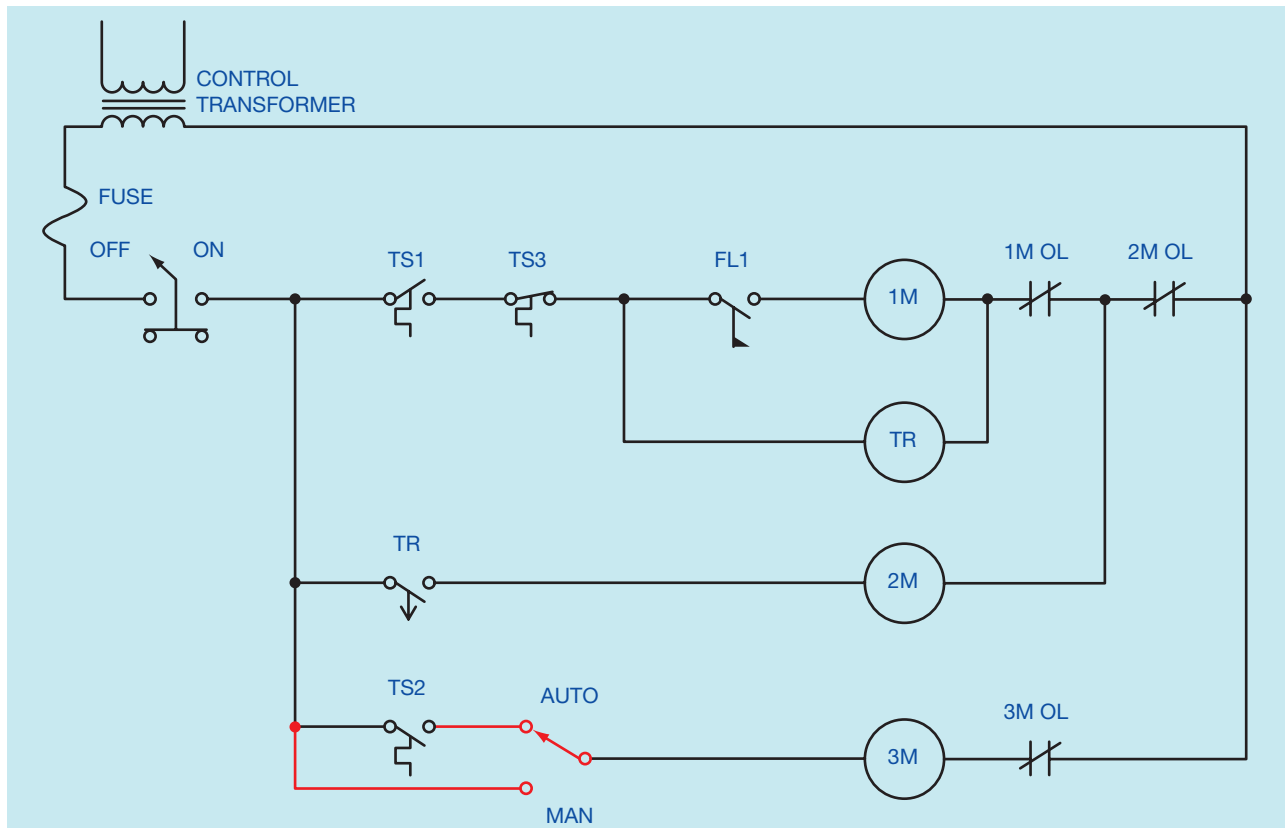 CONTROL
TRANSFORMER
FUSE
OFF ON
TS1 TS3 FL1 1M OL 2M OL
1M
TR
TR
2M
TS2 AUTO 3M OL
3M
MAN